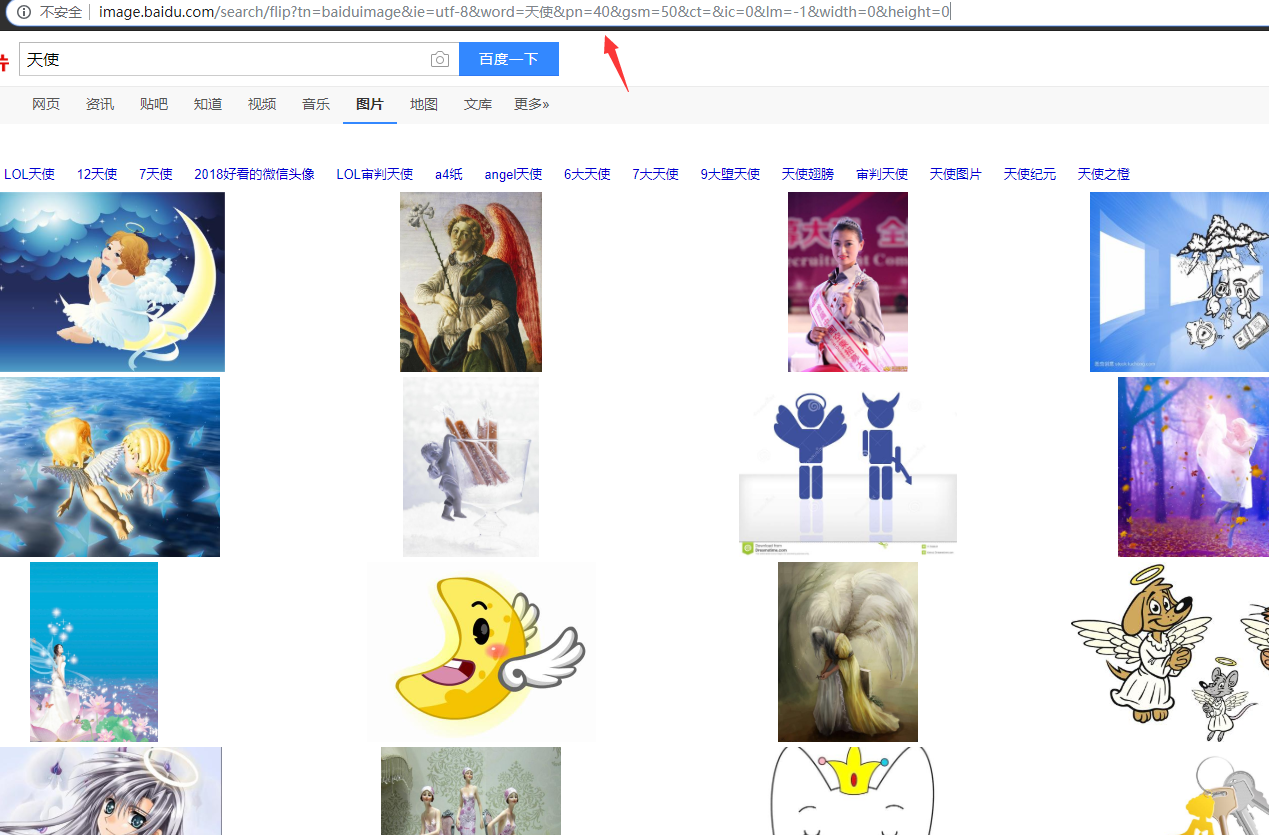 不安全 image.baidu.com/search/flip?tn=baiduimage&ie=utf-8&word=天使&pn=40&gsm=50&ct=&ic=0&lm=-1&width=0&height=0
天使 百度一下
网页 资讯 贴吧 知道 视频 音乐 图片 地图 文库 更多»
LOL天使 12天使 7天使 2018好看的微信头像 LOL审判天使 a4纸 angel天使 6大天使 7大天使 9大堕天使 天使翅膀 审判天使 天使图片 天使纪元 天使之橙